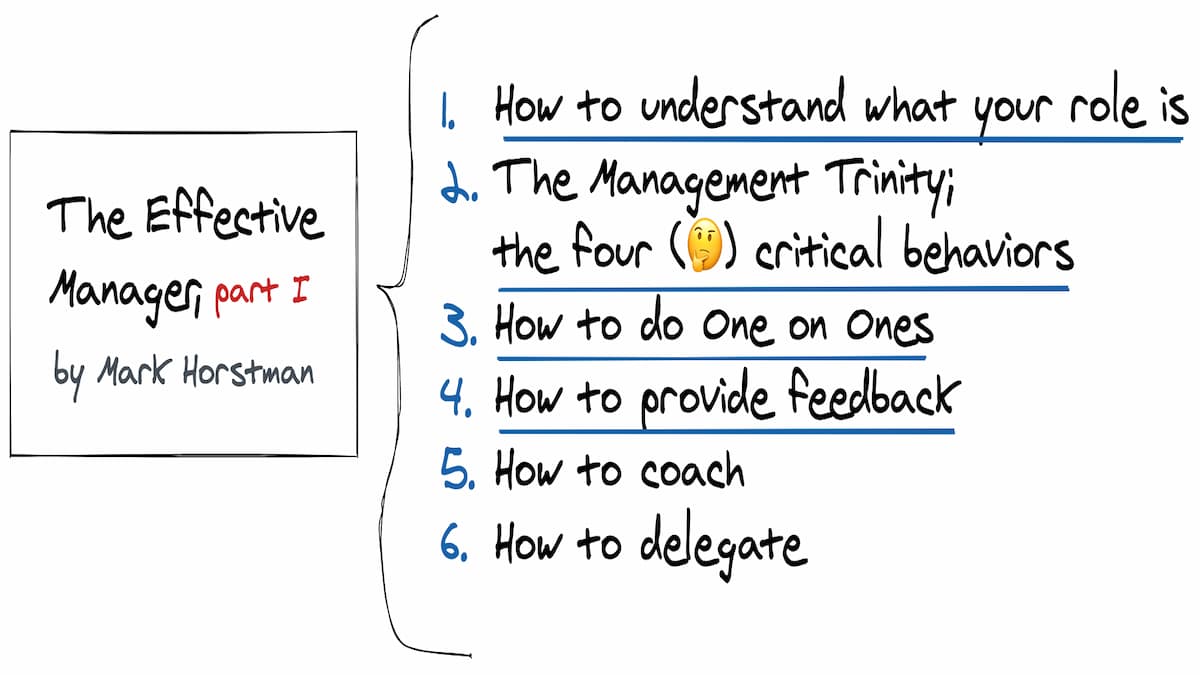 The Effective
Manager, part I
by Mark Horstman
1. How to understand what your role is
2. The Management Trinity;
the four (🤔) critical behaviors
3. How to do One on Ones
4. How to provide feedback
5. How to coach
6. How to delegate